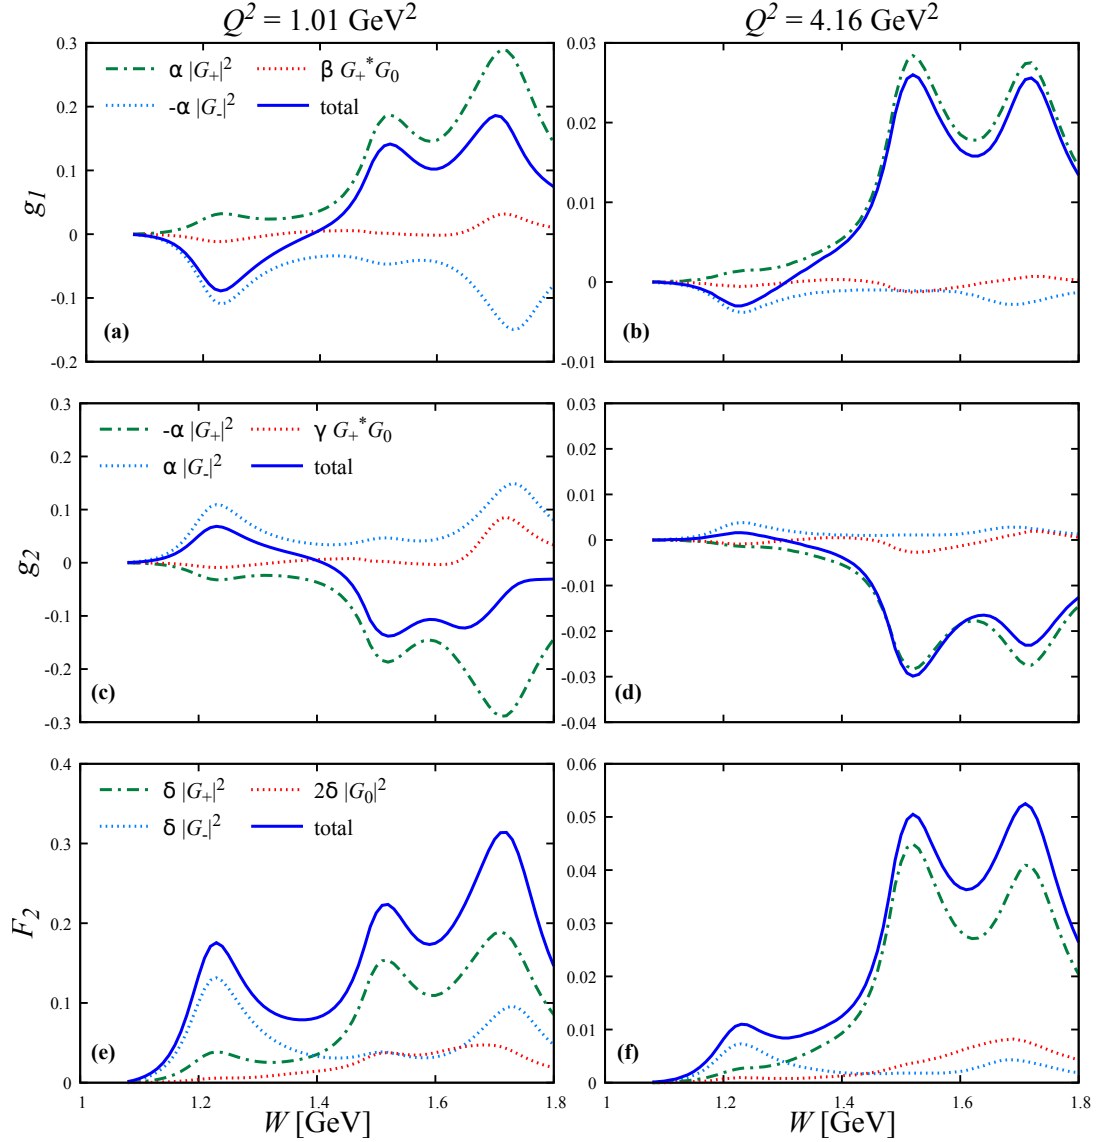 Q² = 1.01 GeV² Q² = 4.16 GeV²
0.3 0.03
α |G₊|² β G₊*G₀
-α |G₋|² total
0.2 0.02
0.1 0.01
g₁
0 0
-0.1
(a) (b)
-0.2 -0.01
0.3 0.03
-α |G₊|² γ G₊*G₀
α |G₋|² total
0.2 0.02
0.1 0.01
g₂
0 0
-0.1 -0.01
-0.2 -0.02
(c) (d)
-0.03
-0.3 -0.04
0.4 0.06
δ |G₊|² 2δ |G₀|²
δ |G₋|² total
0.05
0.3
0.04
F₂
0.2 0.03
0.02
0.1
0.01
(e) (f)
0 0
1 1.2 1.4 1.6 1.8 1 1.2 1.4 1.6 1.8
W [GeV] W [GeV]